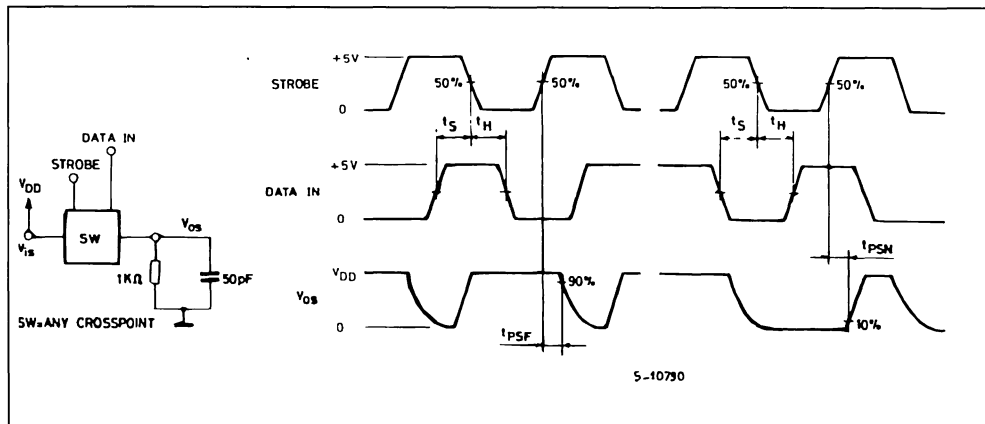 +5V
STROBE
50%
50%
50%
50%
0
tS
tH
tS
tH
DATA IN
STROBE
VDD
Vis
SW
Vos
1KΩ
50pF
SW=ANY CROSSPOINT
+5V
DATA IN
0
tPSN
VDD
Vos
90%
0
10%
tPSF
S-10790